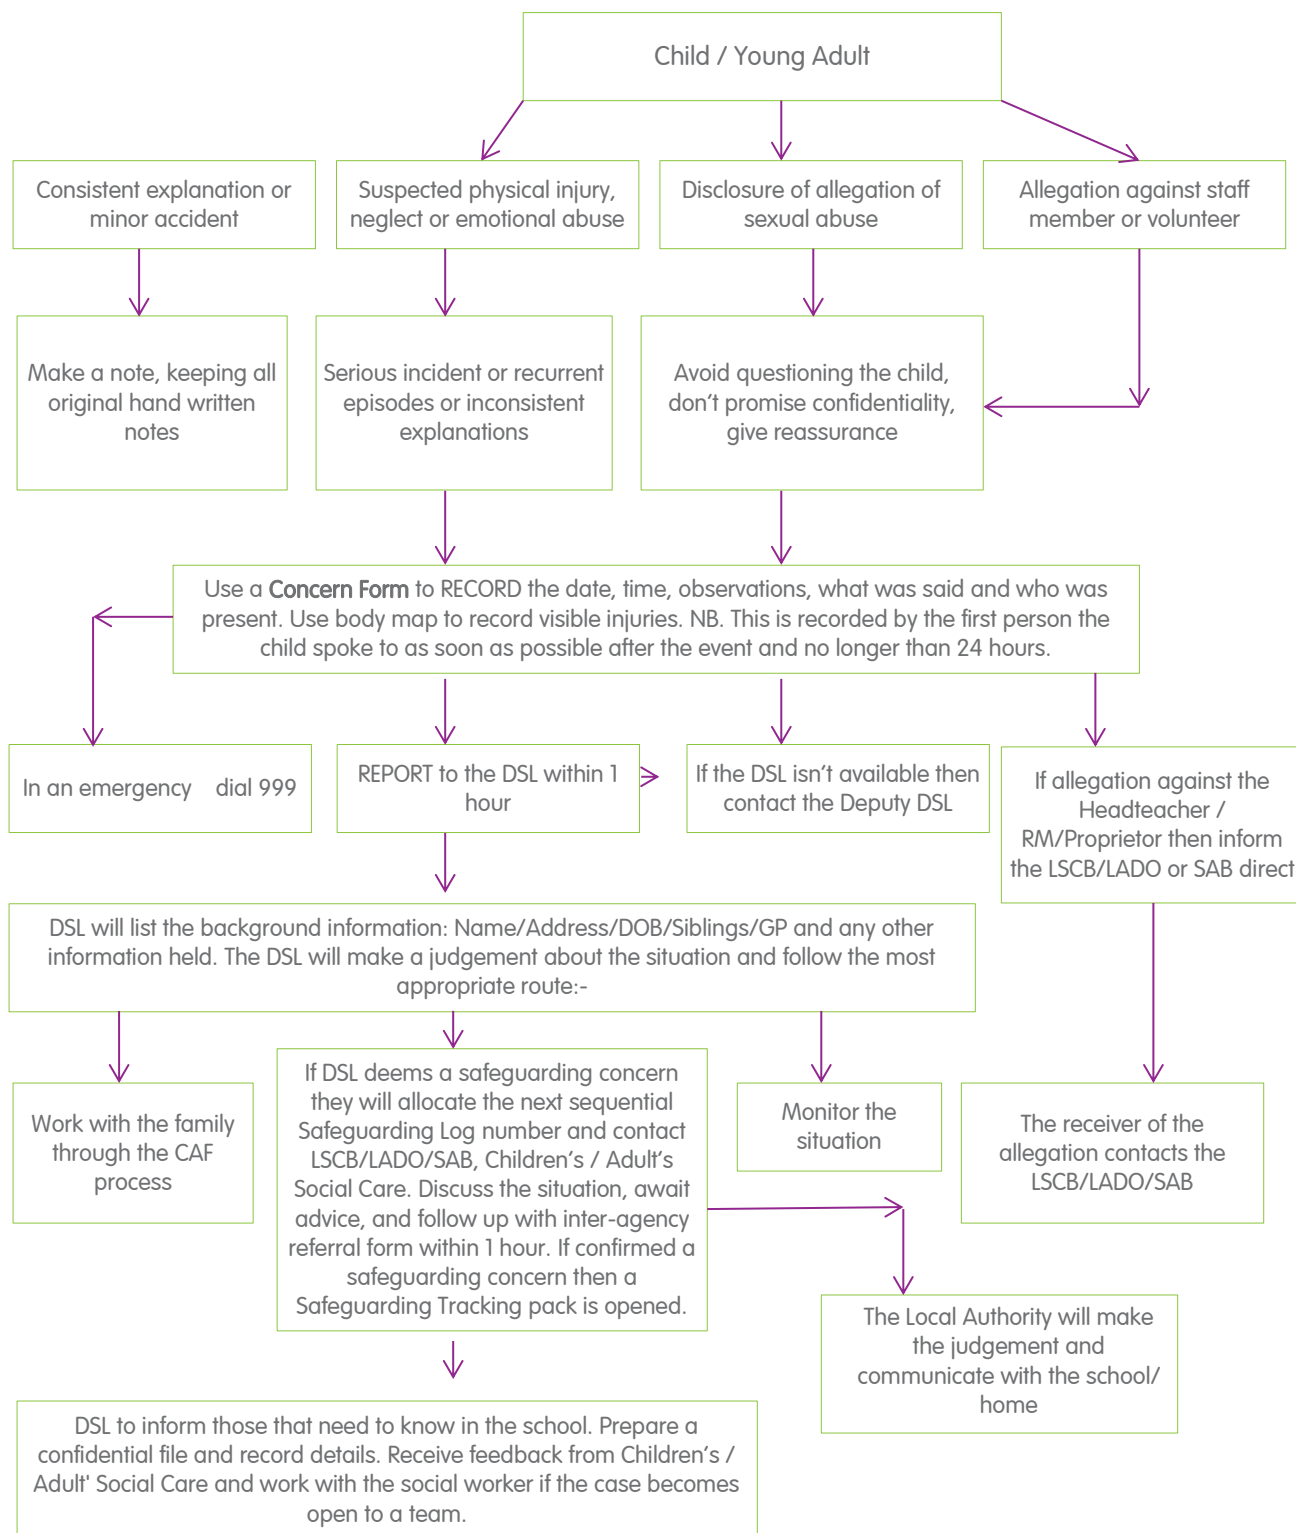 Child / Young Adult
Consistent explanation or
minor accident
Suspected physical injury,
neglect or emotional abuse
Disclosure of allegation of
sexual abuse
Allegation against staff
member or volunteer
Make a note, keeping all
original hand written
notes
Serious incident or recurrent
episodes or inconsistent
explanations
Avoid questioning the child,
don't promise confidentiality,
give reassurance
Use a Concern Form to RECORD the date, time, observations, what was said and who was
present. Use body map to record visible injuries. NB. This is recorded by the first person the
child spoke to as soon as possible after the event and no longer than 24 hours.
In an emergency dial 999
REPORT to the DSL within 1
hour
If the DSL isn't available then
contact the Deputy DSL
If allegation against the
Headteacher /
RM/Proprietor then inform
the LSCB/LADO or SAB direct
DSL will list the background information: Name/Address/DOB/Siblings/GP and any other
information held. The DSL will make a judgement about the situation and follow the most
appropriate route:-
Work with the family
through the CAF
process
If DSL deems a safeguarding concern
they will allocate the next sequential
Safeguarding Log number and contact
LSCB/LADO/SAB, Children's / Adult's
Social Care. Discuss the situation, await
advice, and follow up with inter-agency
referral form within 1 hour. If confirmed a
safeguarding concern then a
Safeguarding Tracking pack is opened.
Monitor the
situation
The receiver of the
allegation contacts the
LSCB/LADO/SAB
The Local Authority will make
the judgement and
communicate with the school/
home
DSL to inform those that need to know in the school. Prepare a
confidential file and record details. Receive feedback from Children's /
Adult' Social Care and work with the social worker if the case becomes
open to a team.